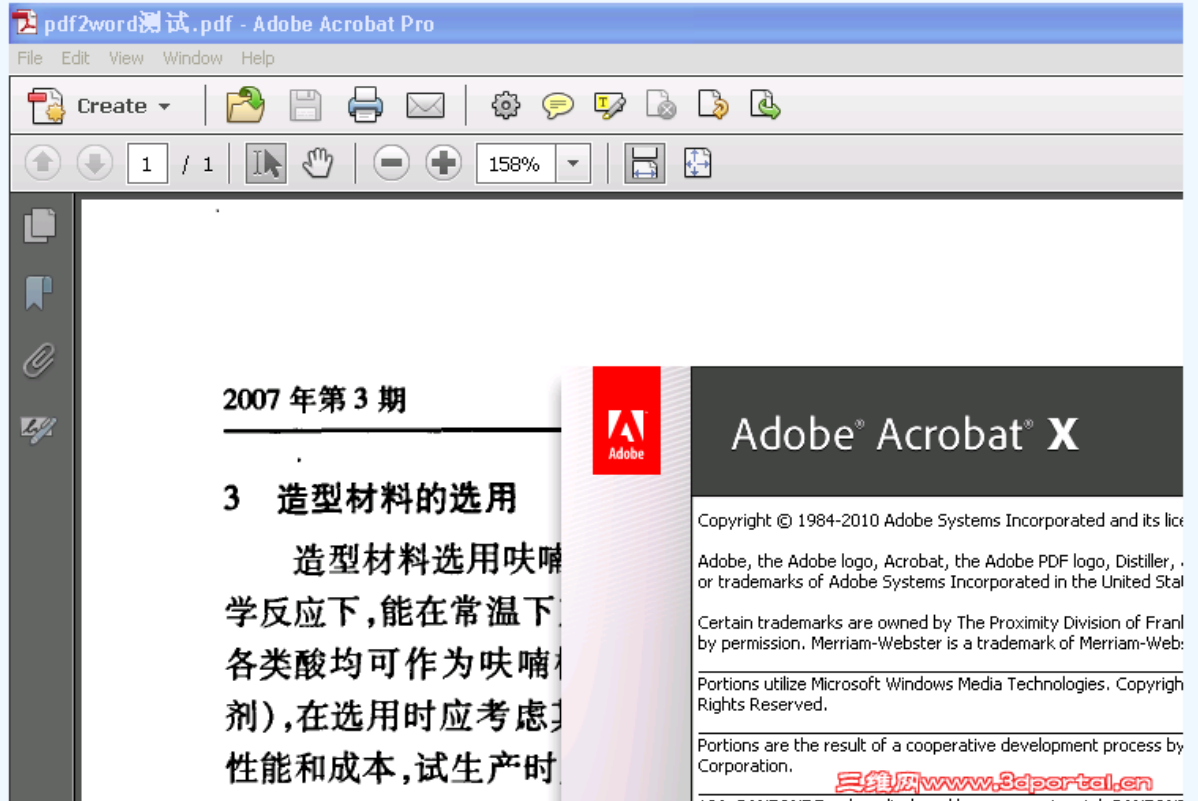 pdf2word测试.pdf - Adobe Acrobat Pro
File Edit View Window Help
Create
1 / 1 158%
2007 年第 3 期
3 造型材料的选用
造型材料选用呋喃
学反应下,能在常温下
各类酸均可作为呋喃
剂),在选用时应考虑
性能和成本,试生产时
Adobe
Adobe® Acrobat® X
Copyright © 1984-2010 Adobe Systems Incorporated and its lice
Adobe, the Adobe logo, Acrobat, the Adobe PDF logo, Distiller,
or trademarks of Adobe Systems Incorporated in the United Stat
Certain trademarks are owned by The Proximity Division of Frankl
by permission. Merriam-Webster is a trademark of Merriam-Webs
Portions utilize Microsoft Windows Media Technologies. Copyrigh
Rights Reserved.
Portions are the result of a cooperative development process by
Corporation.
三维网www.3dportal.cn